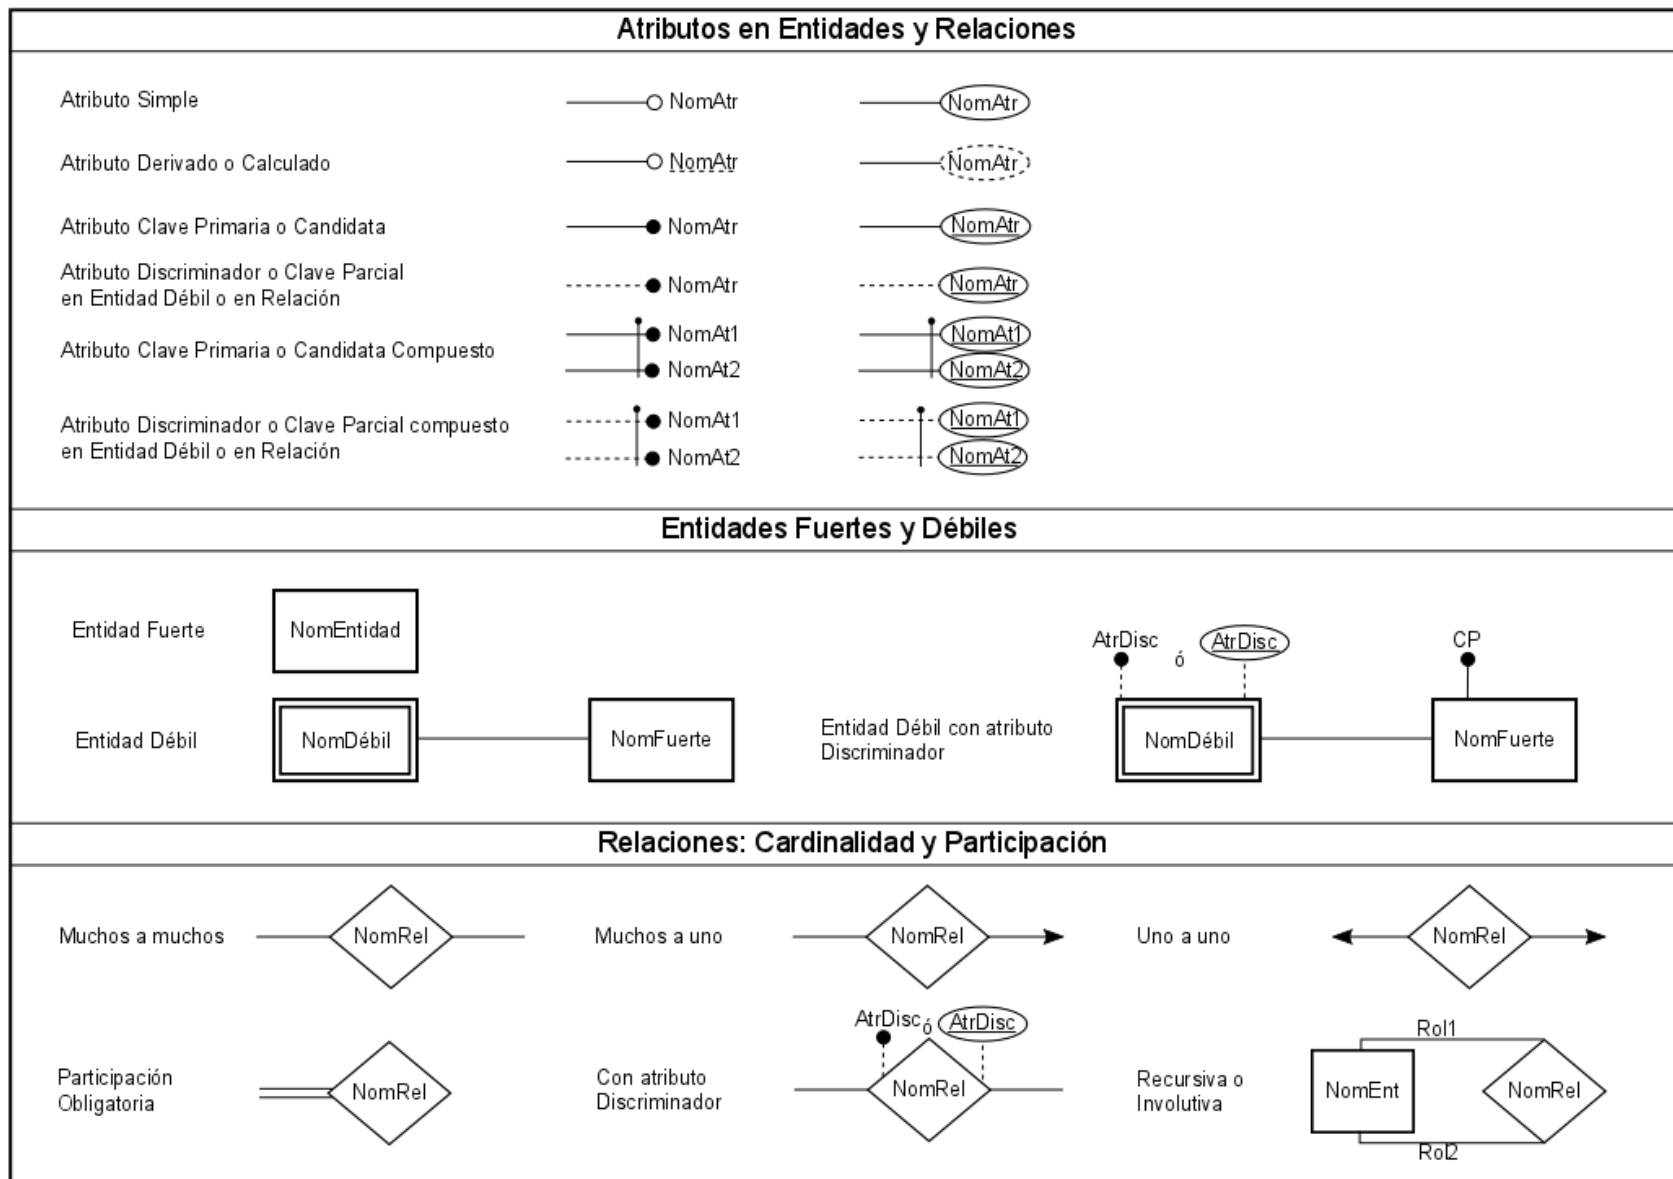 Atributos en Entidades y Relaciones
Atributo Simple
NomAtr
NomAtr
Atributo Derivado o Calculado
NomAtr
NomAtr
Atributo Clave Primaria o Candidata
NomAtr
NomAtr
Atributo Discriminador o Clave Parcial
en Entidad Débil o en Relación
NomAtr
NomAtr
Atributo Clave Primaria o Candidata Compuesto
NomAt1
NomAt1
NomAt2
NomAt2
Atributo Discriminador o Clave Parcial compuesto
en Entidad Débil o en Relación
NomAt1
NomAt1
NomAt2
NomAt2
Entidades Fuertes y Débiles
Entidad Fuerte
NomEntidad
Entidad Débil
NomDébil
NomFuerte
Entidad Débil con atributo
Discriminador
AtrDisc
ó
AtrDisc
CP
NomDébil
NomFuerte
Relaciones: Cardinalidad y Participación
Muchos a muchos
NomRel
Muchos a uno
NomRel
Uno a uno
NomRel
Participación
Obligatoria
NomRel
Con atributo
Discriminador
AtrDisc
ó
AtrDisc
NomRel
Recursiva o
Involutiva
Rol1
NomEnt
NomRel
Rol2